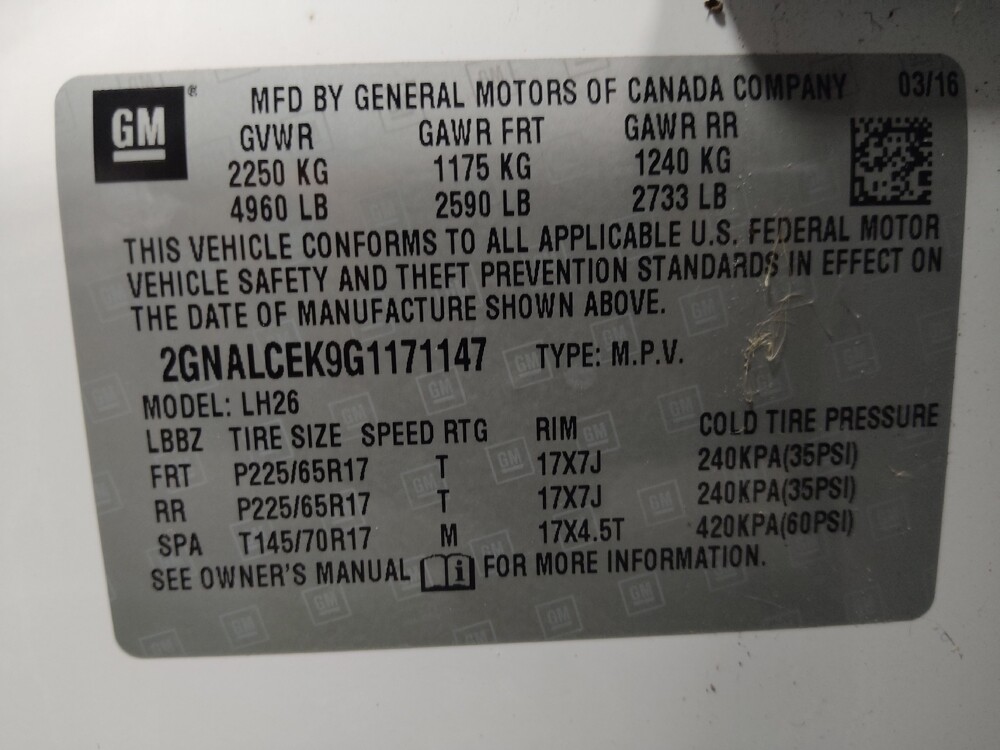 GM ® MFD BY GENERAL MOTORS OF CANADA COMPANY 03/16
GVWR GAWR FRT GAWR RR
2250 KG 1175 KG 1240 KG
4960 LB 2590 LB 2733 LB
THIS VEHICLE CONFORMS TO ALL APPLICABLE U.S. FEDERAL MOTOR
VEHICLE SAFETY AND THEFT PREVENTION STANDARDS IN EFFECT ON
THE DATE OF MANUFACTURE SHOWN ABOVE.
2GNALCEK9G1171147 TYPE: M.P.V.
MODEL: LH26
LBBZ TIRE SIZE SPEED RTG RIM COLD TIRE PRESSURE
FRT P225/65R17 T 17X7J 240KPA(35PSI)
RR P225/65R17 T 17X7J 240KPA(35PSI)
SPA T145/70R17 M 17X4.5T 420KPA(60PSI)
SEE OWNER'S MANUAL i FOR MORE INFORMATION.